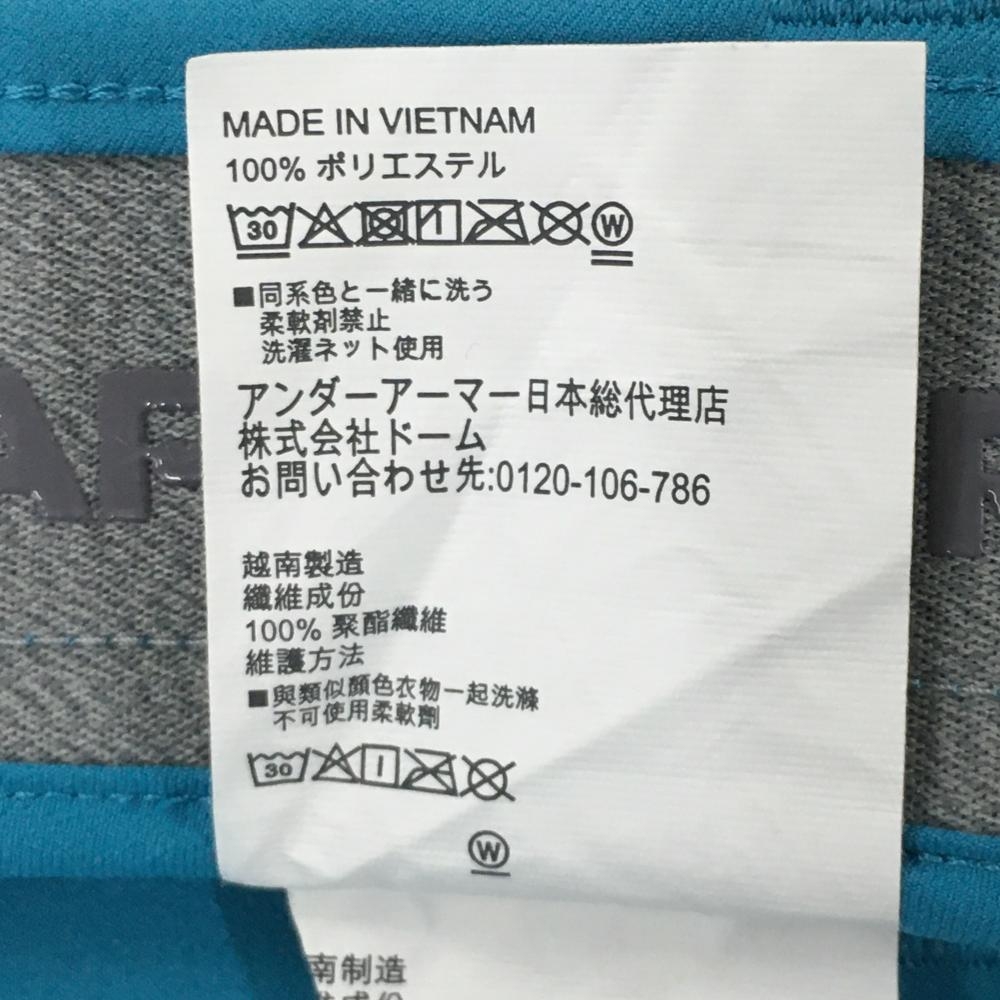 MADE IN VIETNAM
100% ポリエステル
30 W
■同系色と一緒に洗う
柔軟剤禁止
洗濯ネット使用
アンダーアーマー日本総代理店
株式会社ドーム
お問い合わせ先:0120-106-786
越南製造
纖維成份
100% 聚酯纖維
維護方法
■與類似顏色衣物一起洗滌
不可使用柔軟劑
30
W
南制造